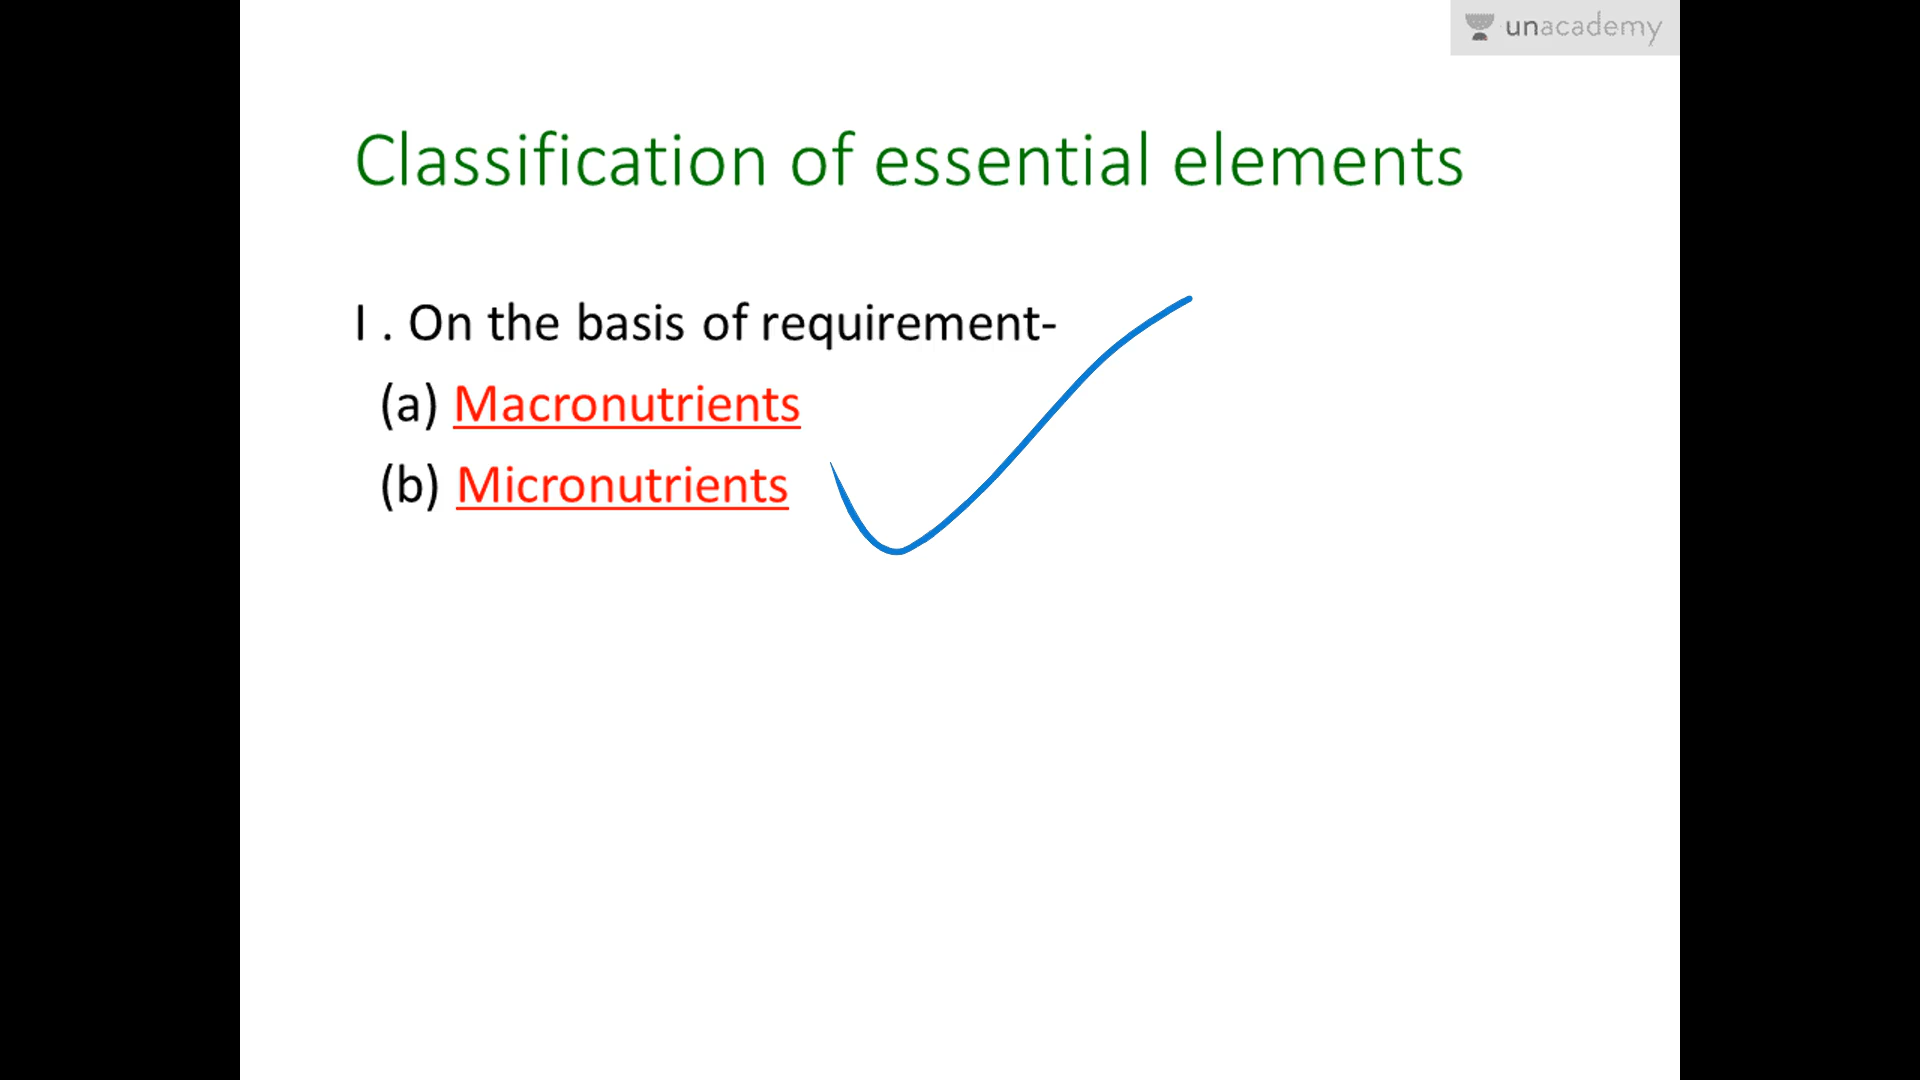 unacademy
Classification of essential elements
I . On the basis of requirement-
(a) Macronutrients
(b) Micronutrients